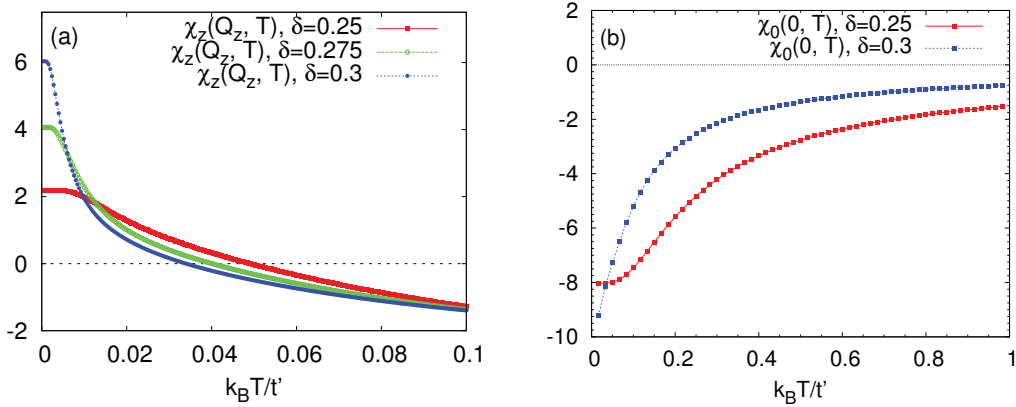 (a)
χz(Qz, T), δ=0.25
χz(Qz, T), δ=0.275
χz(Qz, T), δ=0.3
6
4
2
0
-2
0
0.02
0.04
0.06
0.08
0.1
kBT/t'
(b)
χ0(0, T), δ=0.25
χ0(0, T), δ=0.3
2
0
-2
-4
-6
-8
-10
0
0.2
0.4
0.6
0.8
1
kBT/t'